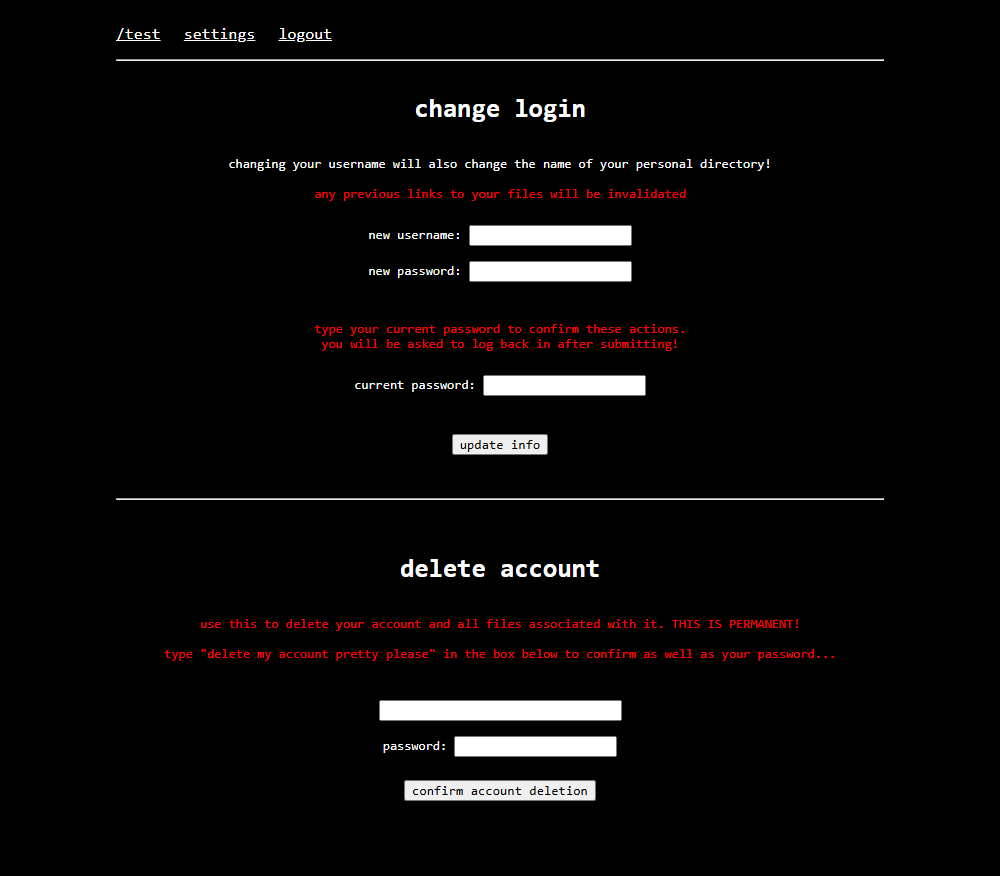 /test settings logout
change login
changing your username will also change the name of your personal directory!
any previous links to your files will be invalidated
new username:
new password:
type your current password to confirm these actions.
you will be asked to log back in after submitting!
current password:
update info
delete account
use this to delete your account and all files associated with it. THIS IS PERMANENT!
type "delete my account pretty please" in the box below to confirm as well as your password...
password:
confirm account deletion